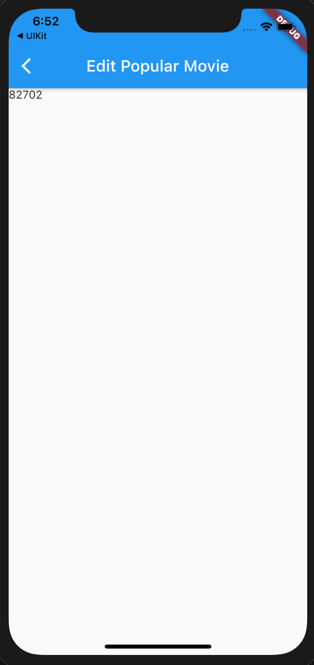 6:52
◀ UIKit
DEBUG
Edit Popular Movie
82702